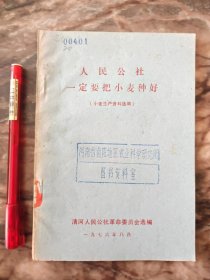 00401
人民公社
一定要把小麦种好
（小麦生产资料选编）
图书资料室
清河人民公社革命委员会选编
一九七六年八月